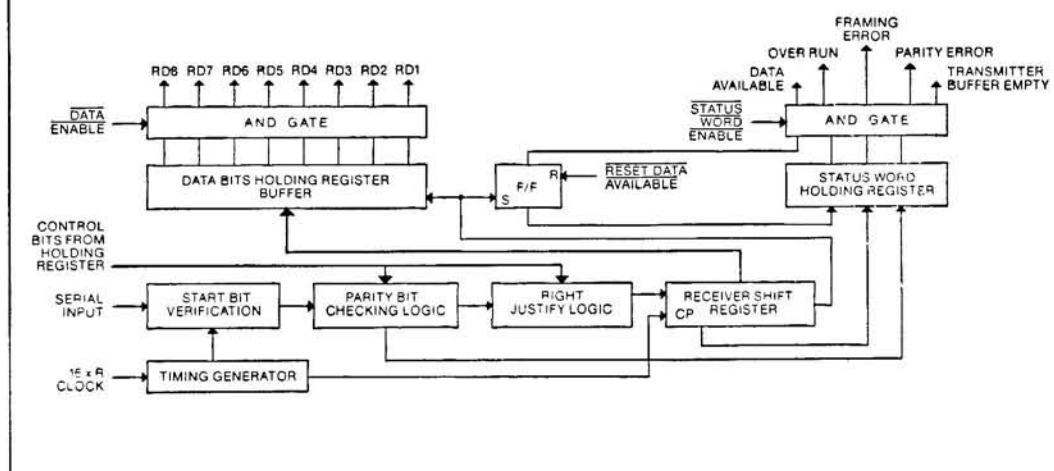 FRAMING
ERROR
OVER RUN
PARITY ERROR
DATA
AVAILABLE
TRANSMITTER
BUFFER EMPTY
RD8 RD7 RD6 RD5 RD4 RD3 RD2 RD1
DATA
ENABLE
AND GATE
STATUS
WORD
ENABLE
AND GATE
DATA BITS HOLDING REGISTER
BUFFER
F/F
R
S
RESET DATA
AVAILABLE
STATUS WORD
HOLDING REGISTER
CONTROL
BITS FROM
HOLDING
REGISTER
SERIAL
INPUT
START BIT
VERIFICATION
PARITY BIT
CHECKING LOGIC
RIGHT
JUSTIFY LOGIC
RECEIVER SHIFT
REGISTER
CP
16 x R
CLOCK
TIMING GENERATOR